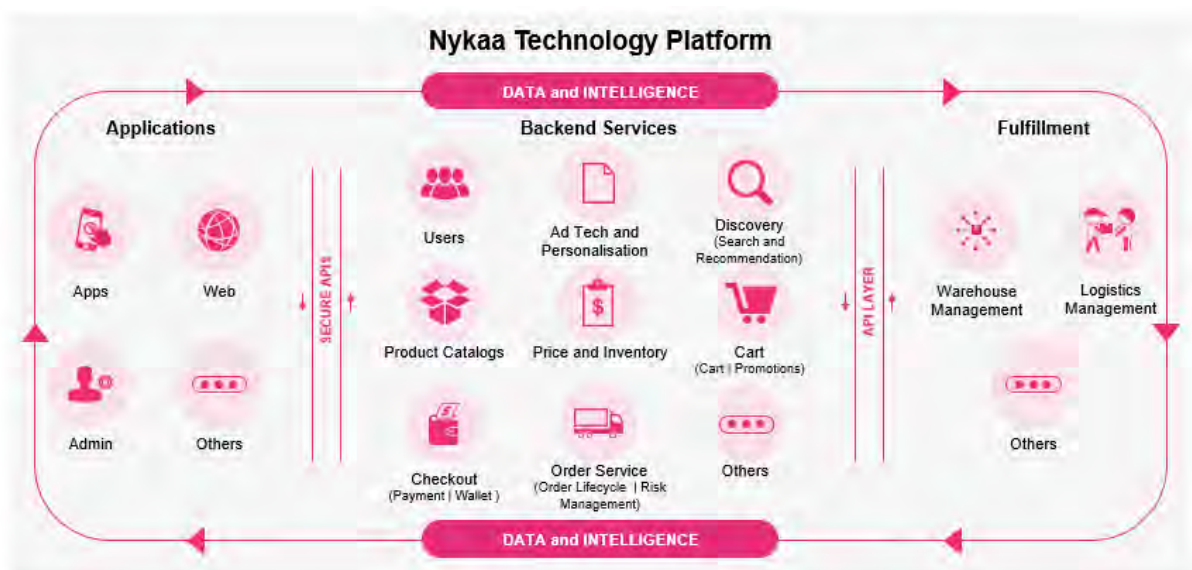 Nykaa Technology Platform
DATA and INTELLIGENCE
Applications
Apps
Web
Admin
Others
SECURE APIS
Backend Services
Users
Ad Tech and
Personalisation
Discovery
(Search and
Recommendation)
Product Catalogs
Price and Inventory
Cart
(Cart | Promotions)
Checkout
(Payment | Wallet )
Order Service
(Order Lifecycle | Risk
Management)
Others
API LAYER
Fulfillment
Warehouse
Management
Logistics
Management
Others
DATA and INTELLIGENCE